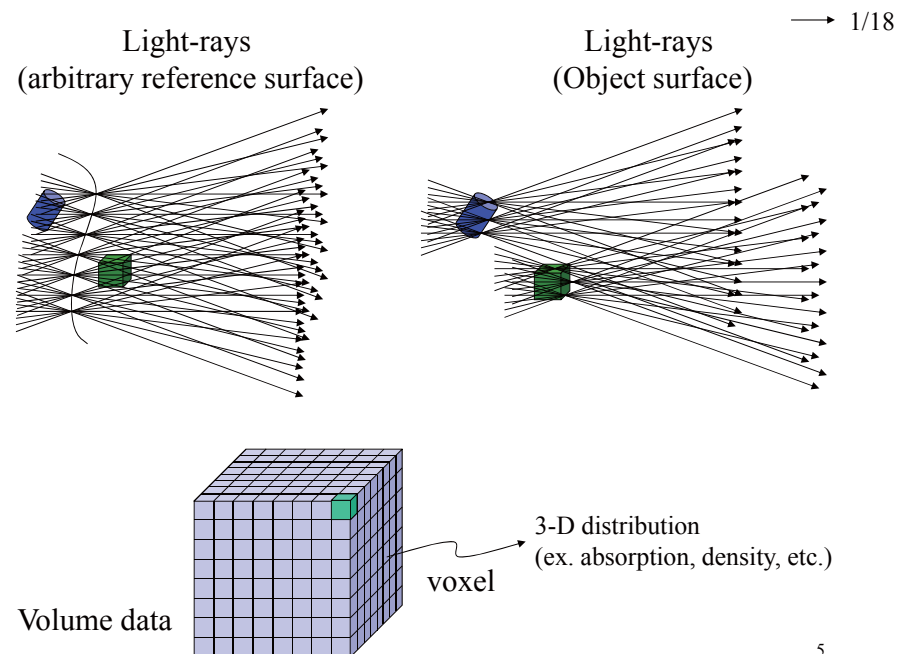 1/18
Light-rays
(arbitrary reference surface)
Light-rays
(Object surface)
3-D distribution
(ex. absorption, density, etc.)
voxel
Volume data
5